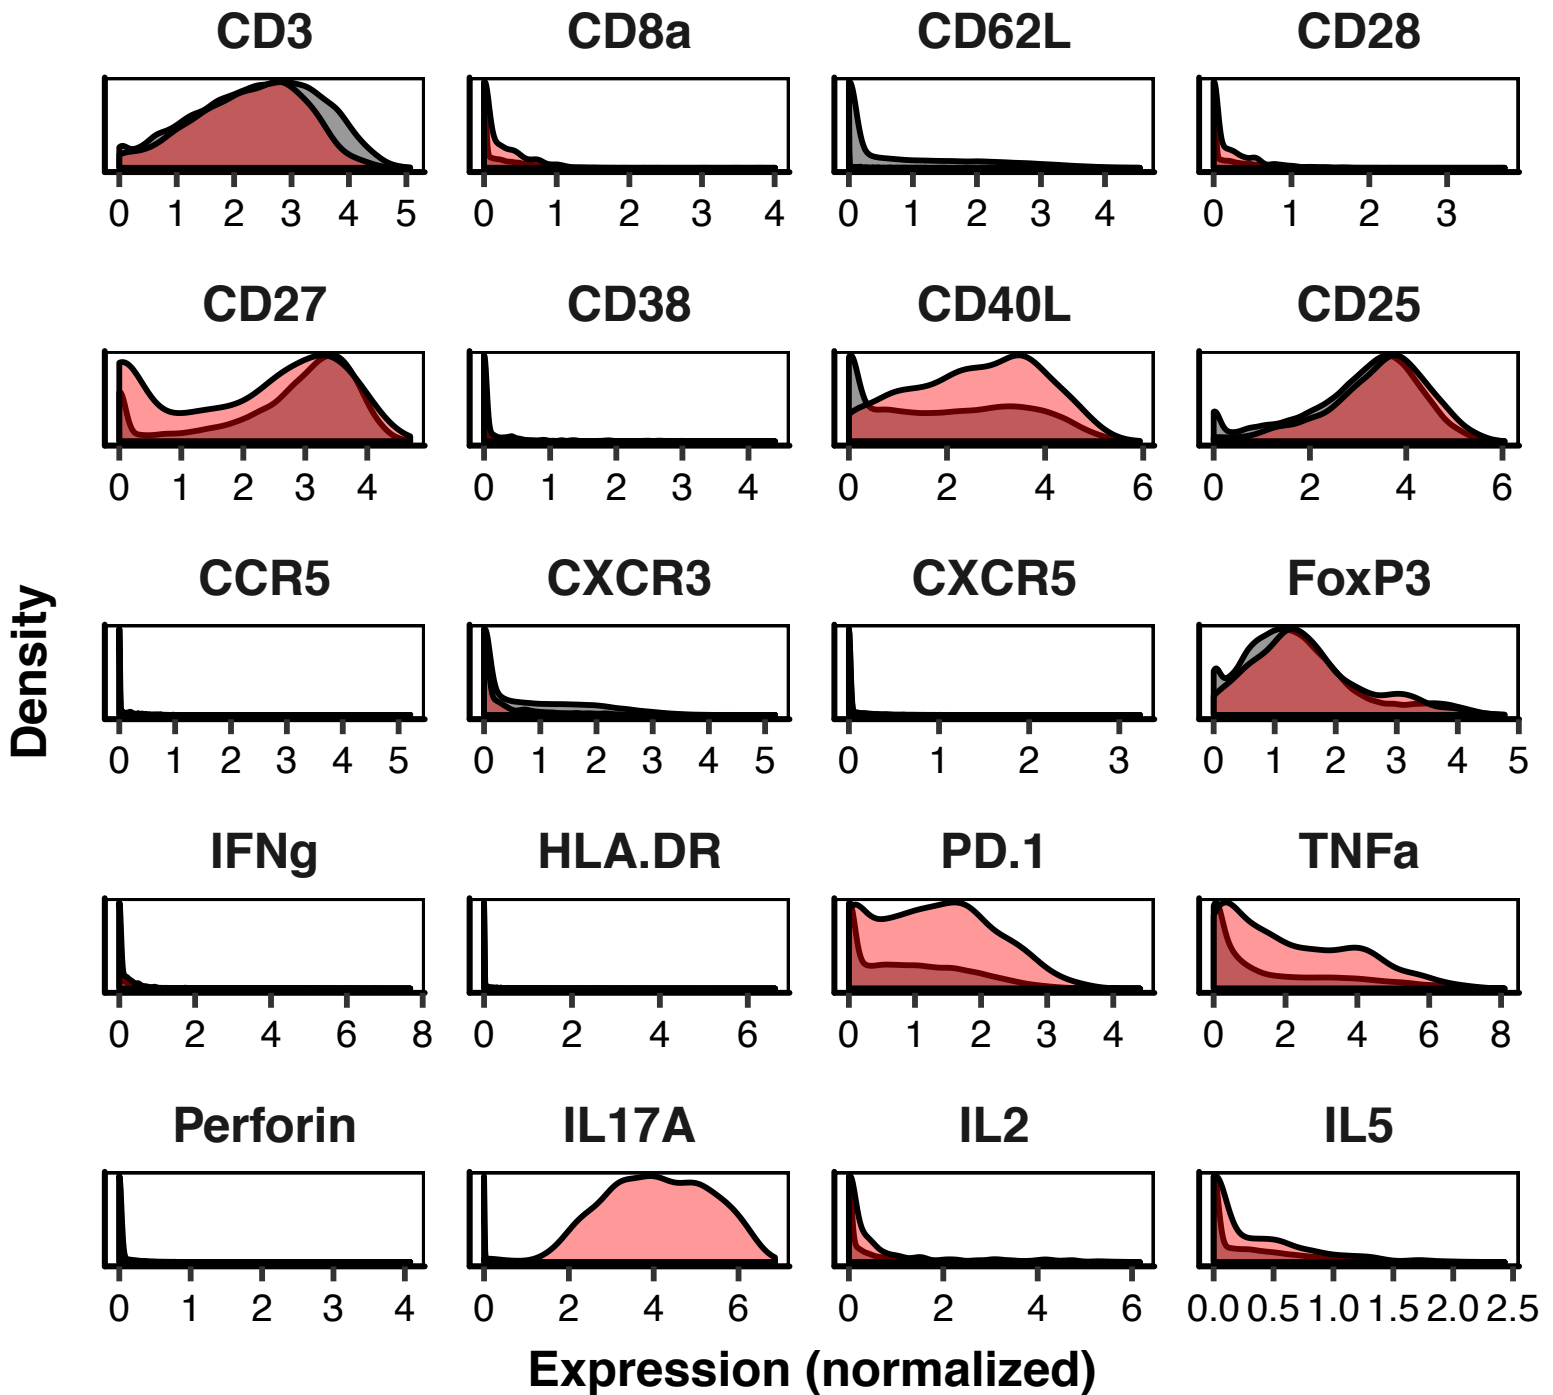 CD3 CD8a CD62L CD28
0 1 2 3 4 5 0 1 2 3 4 0 1 2 3 4 0 1 2 3
CD27 CD38 CD40L CD25
0 1 2 3 4 0 1 2 3 4 0 2 4 6 0 2 4 6
CCR5 CXCR3 CXCR5 FoxP3
0 1 2 3 4 5 0 1 2 3 4 5 0 1 2 3 0 1 2 3 4 5
Density
IFNg HLA.DR PD.1 TNFa
0 2 4 6 8 0 2 4 6 0 1 2 3 4 0 2 4 6 8
Perforin IL17A IL2 IL5
0 1 2 3 4 0 2 4 6 0 2 4 6 0.0 0.5 1.0 1.5 2.0 2.5
Expression (normalized)